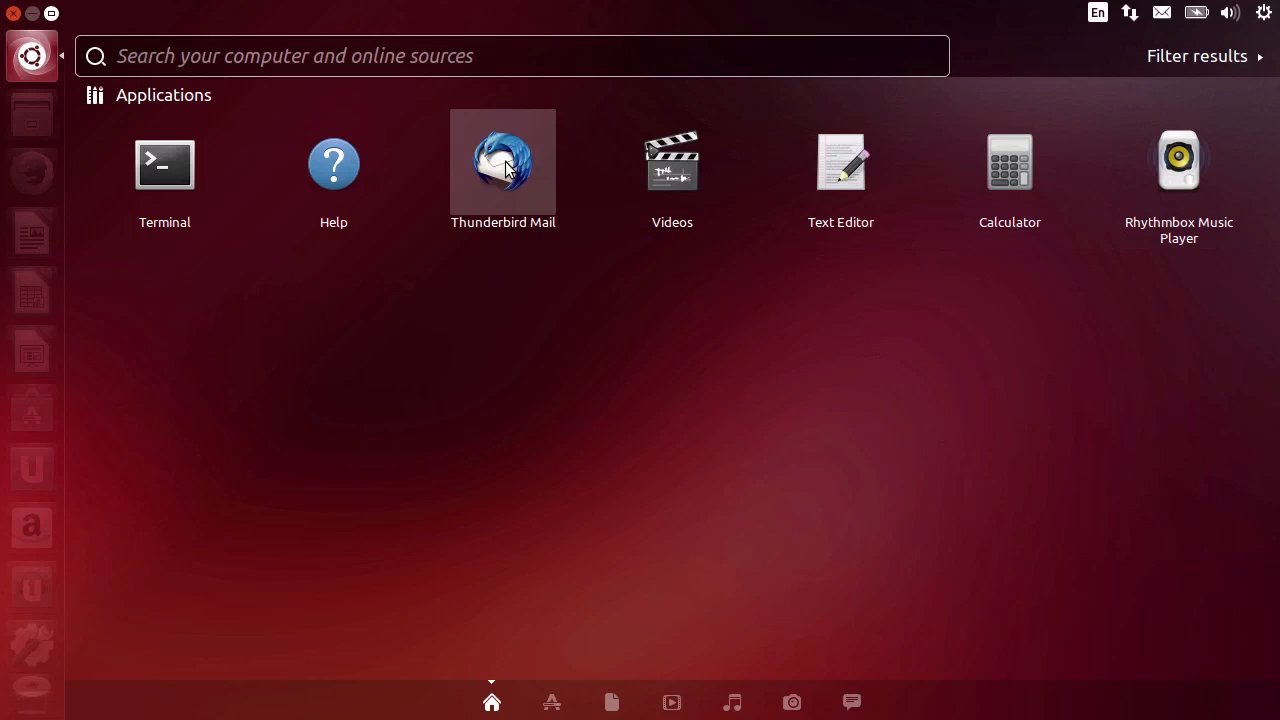 En
Search your computer and online sources
Filter results
Applications
Terminal
Help
Thunderbird Mail
Videos
Text Editor
Calculator
Rhythmbox Music
Player